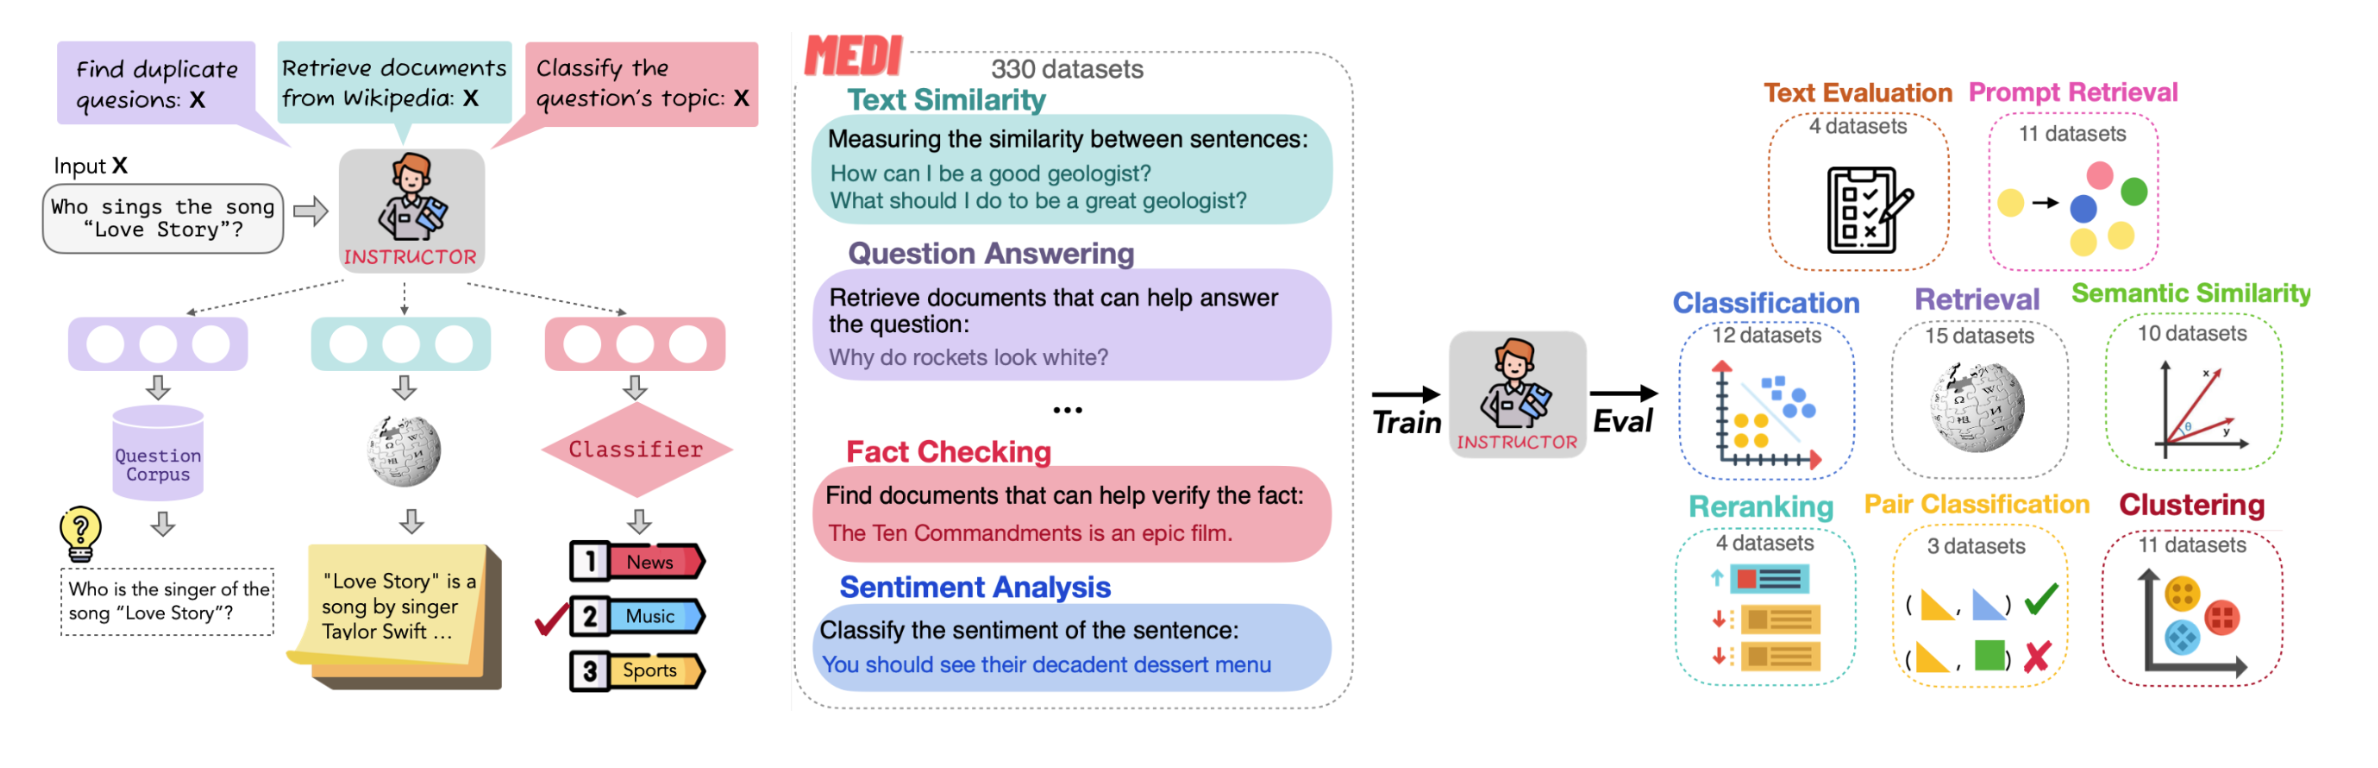 Find duplicate
quesions: X
Retrieve documents
from Wikipedia: X
Classify the
question's topic: X
Input X
Who sings the song
“Love Story”?
INSTRUCTOR
Question
Corpus
Classifier
Who is the singer of the
song “Love Story”?
"Love Story" is a
song by singer
Taylor Swift ...
1 News
2 Music
3 Sports
MEDI
330 datasets
Text Similarity
Measuring the similarity between sentences:
How can I be a good geologist?
What should I do to be a great geologist?
Question Answering
Retrieve documents that can help answer
the question:
Why do rockets look white?
...
Fact Checking
Find documents that can help verify the fact:
The Ten Commandments is an epic film.
Sentiment Analysis
Classify the sentiment of the sentence:
You should see their decadent dessert menu
Train
INSTRUCTOR
Eval
Text Evaluation
4 datasets
Prompt Retrieval
11 datasets
Classification
12 datasets
Retrieval
15 datasets
Semantic Similarity
10 datasets
x
θ
y
Reranking
4 datasets
Pair Classification
3 datasets
( , )
( , )
Clustering
11 datasets